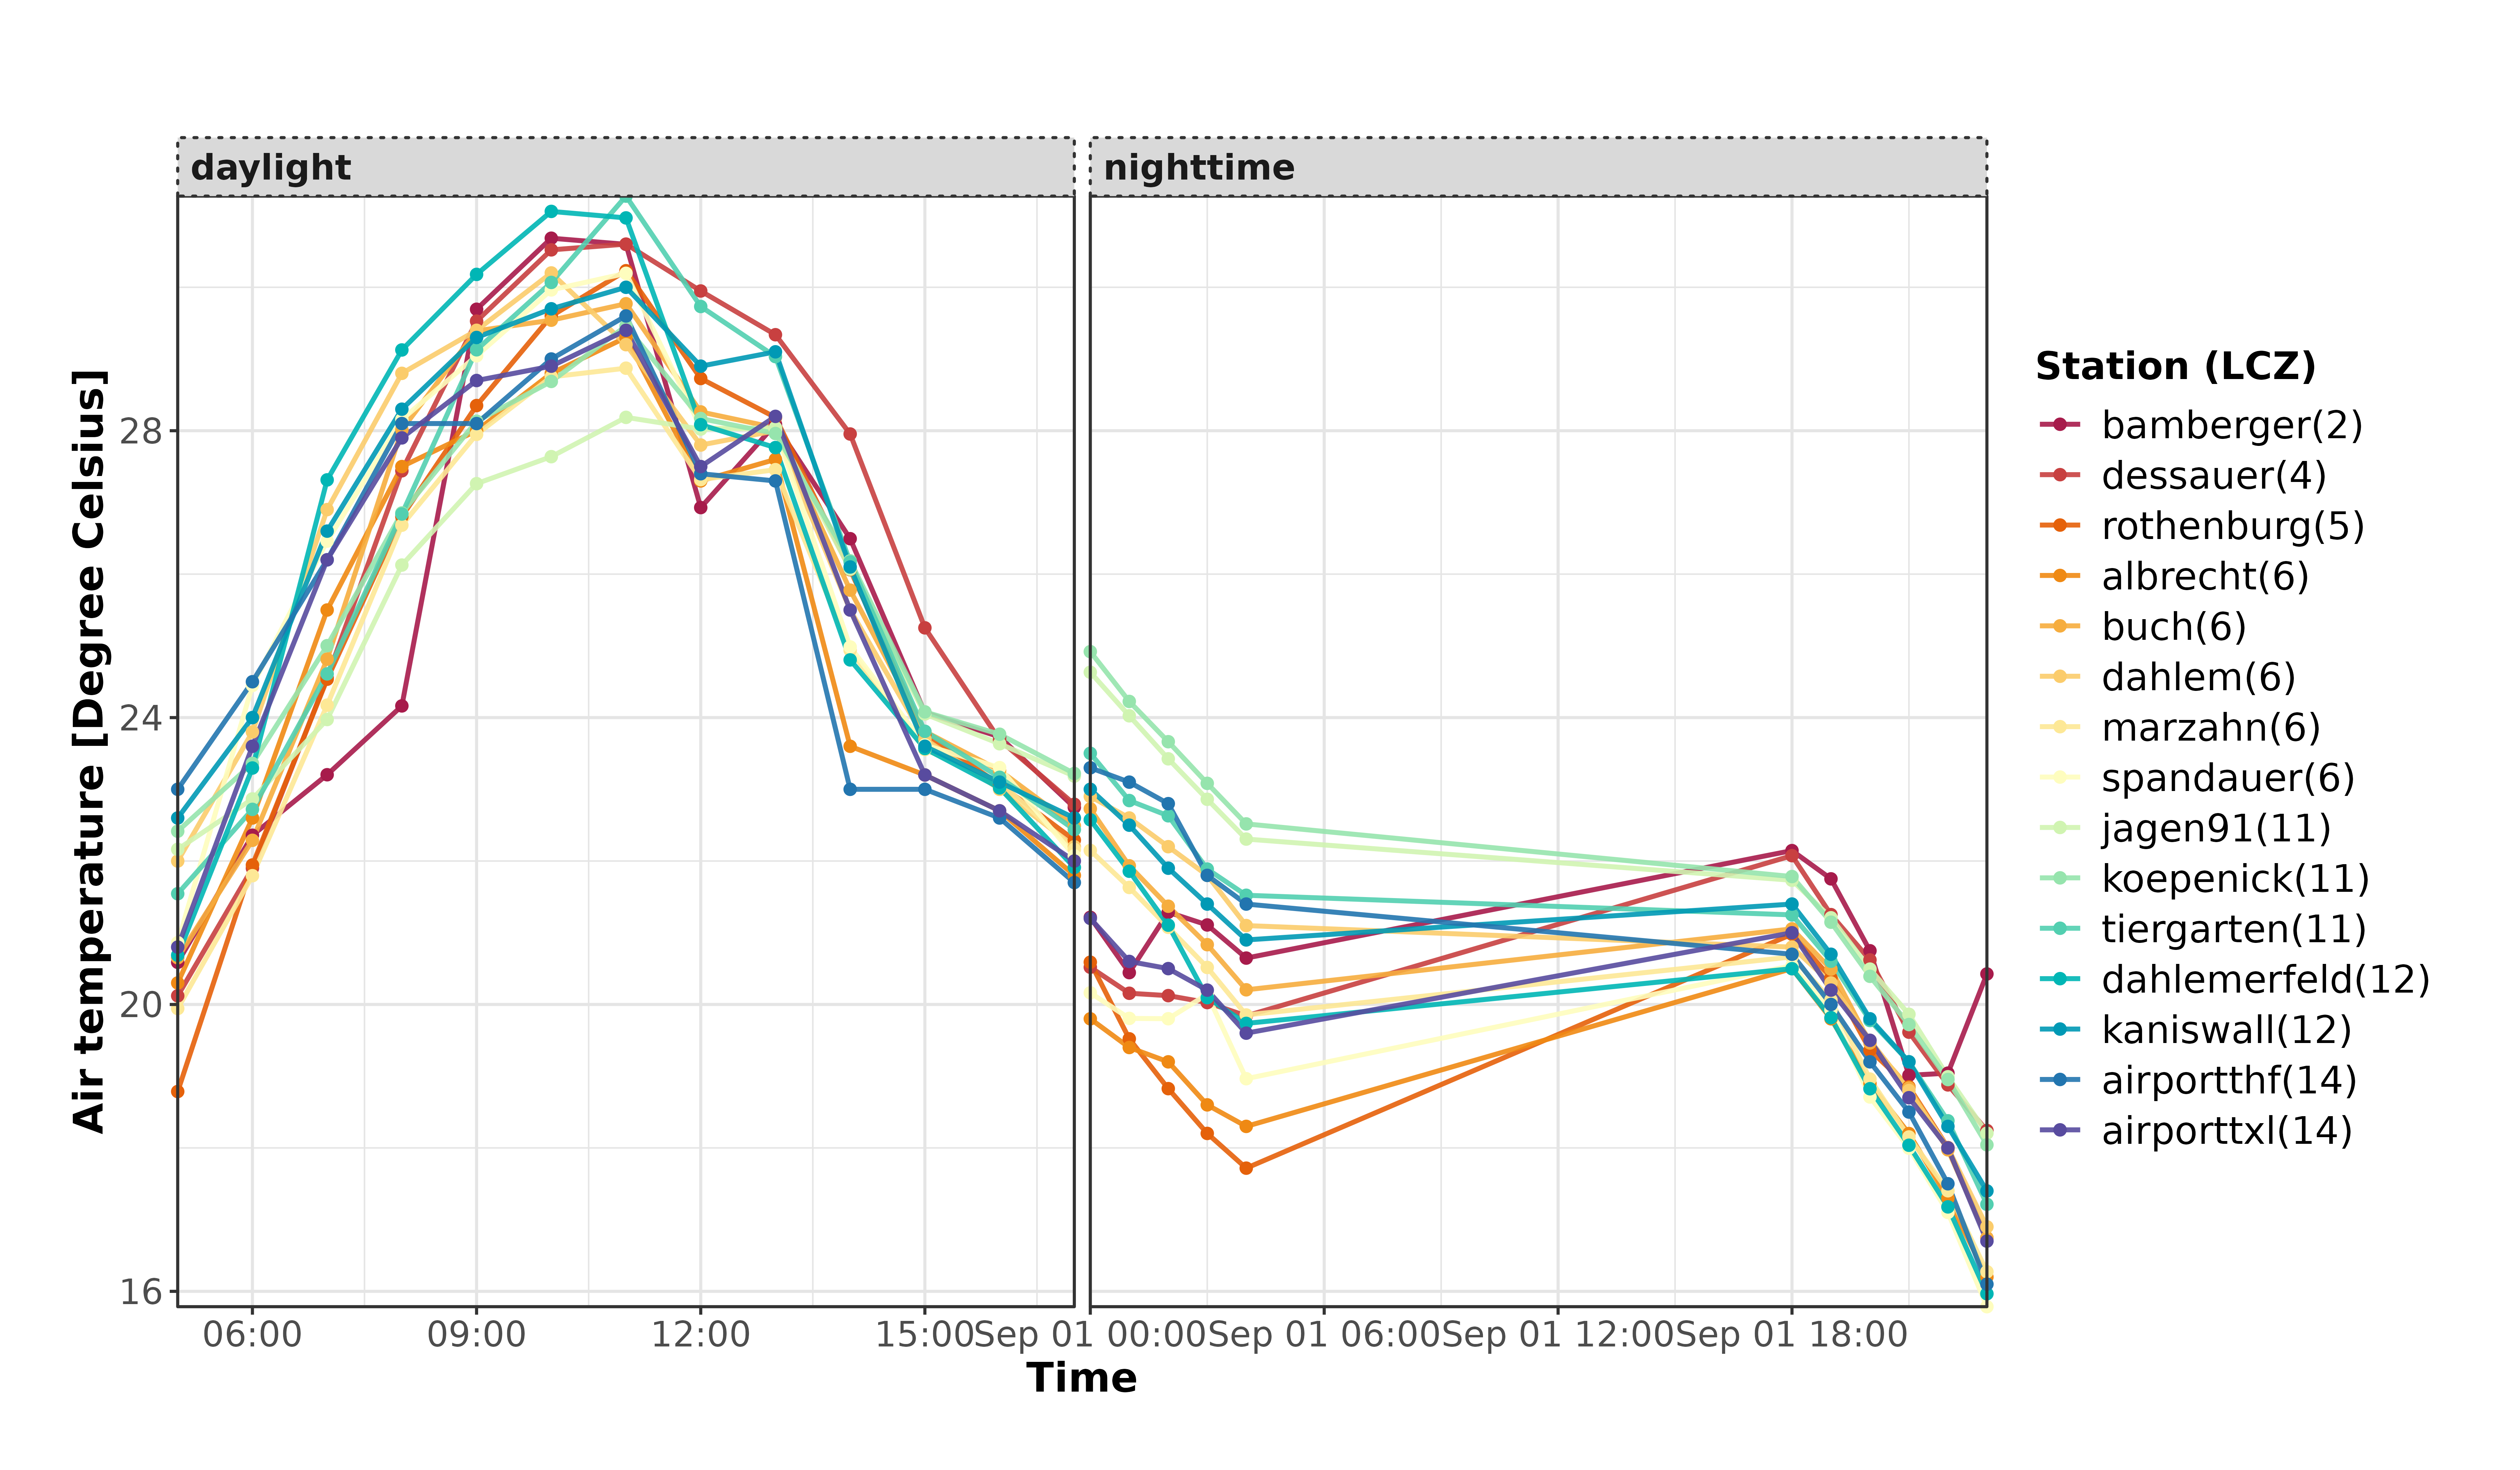 daylight
nighttime
Air temperature [Degree Celsius]
28
24
20
16
06:00
09:00
12:00
15:00
Sep 01 00:00
Sep 01 06:00
Sep 01 12:00
Sep 01 18:00
Time
Station (LCZ)
bamberger(2)
dessauer(4)
rothenburg(5)
albrecht(6)
buch(6)
dahlem(6)
marzahn(6)
spandauer(6)
jagen91(11)
koepenick(11)
tiergarten(11)
dahlemerfeld(12)
kaniswall(12)
airportthf(14)
airporttxl(14)